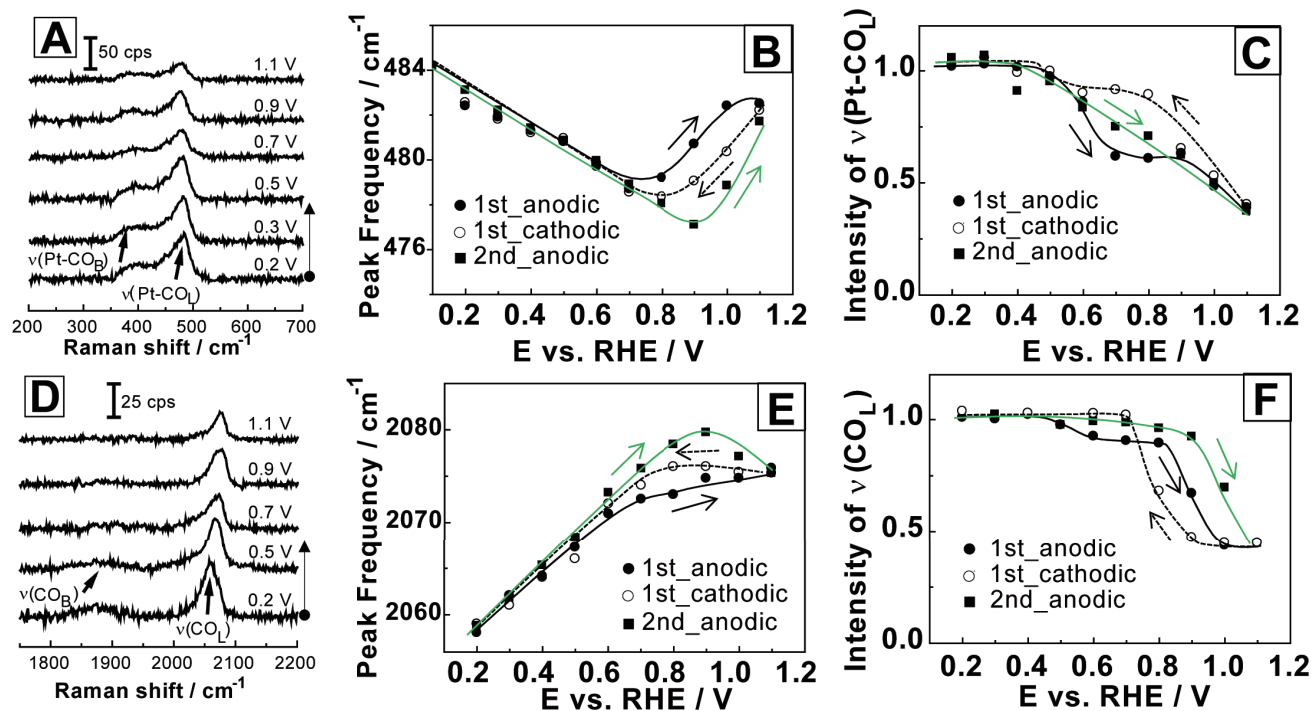 A
50 cps
1.1 V
0.9 V
0.7 V
0.5 V
0.3 V
0.2 V
ν(Pt-CO_B)
ν(Pt-CO_L)
200 300 400 500 600 700
Raman shift / cm⁻¹
B
Peak Frequency / cm⁻¹
484
480
476
1st_anodic
1st_cathodic
2nd_anodic
0.2 0.4 0.6 0.8 1.0 1.2
E vs. RHE / V
C
Intensity of ν(Pt-CO_L)
1.0
0.5
0.0
1st_anodic
1st_cathodic
2nd_anodic
0.2 0.4 0.6 0.8 1.0 1.2
E vs. RHE / V
D
25 cps
1.1 V
0.9 V
0.7 V
0.5 V
0.2 V
ν(CO_B)
ν(CO_L)
1800 1900 2000 2100 2200
Raman shift / cm⁻¹
E
Peak Frequency / cm⁻¹
2080
2070
2060
1st_anodic
1st_cathodic
2nd_anodic
0.2 0.4 0.6 0.8 1.0 1.2
E vs. RHE / V
F
Intensity of ν (CO_L)
1.0
0.5
0.0
1st_anodic
1st_cathodic
2nd_anodic
0.2 0.4 0.6 0.8 1.0 1.2
E vs. RHE / V